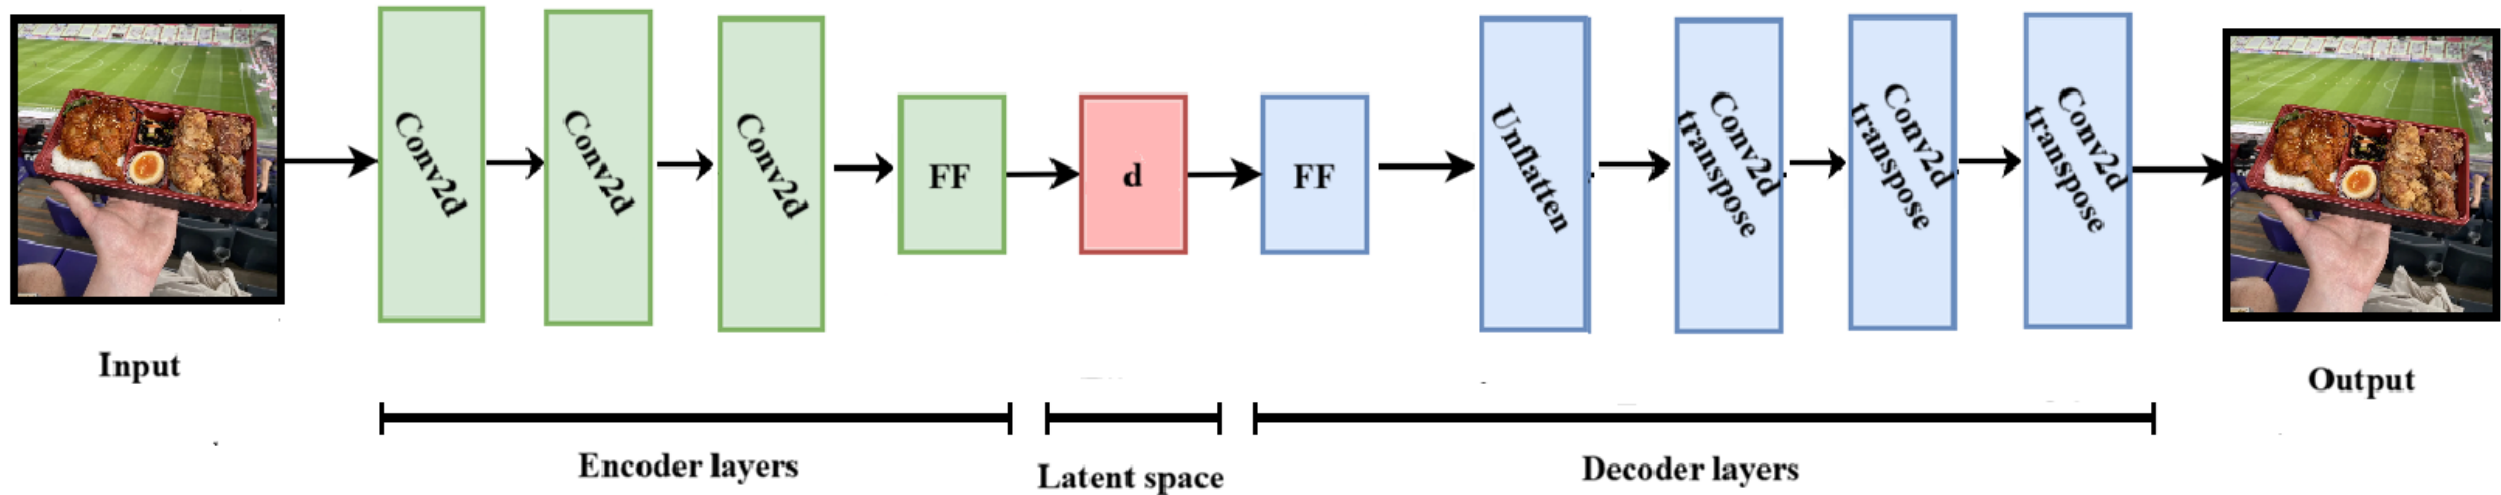 Conv2d
Conv2d
Conv2d
FF
d
FF
Unflatten
Conv2d
transpose
Conv2d
transpose
Conv2d
transpose
Input
Output
Encoder layers
Latent space
Decoder layers